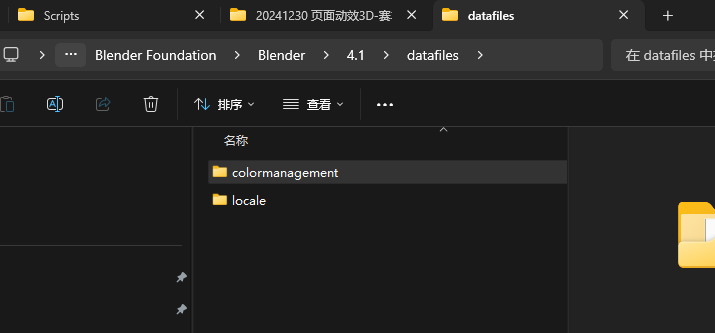 Scripts
20241230 页面动效3D-赛
datafiles
Blender Foundation
Blender
4.1
datafiles
在 datafiles 中
排序
查看
名称
colormanagement
locale